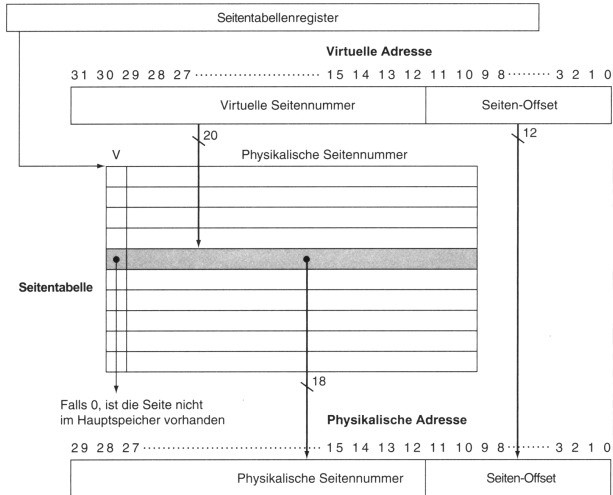 Seitentabellenregister
Virtuelle Adresse
31 30 29 28 27 ··· 15 14 13 12 11 10 9 8 ··· 3 2 1 0
Virtuelle Seitennummer Seiten-Offset
20 12
V Physikalische Seitennummer
Seitentabelle
18
Falls 0, ist die Seite nicht
im Hauptspeicher vorhanden
Physikalische Adresse
29 28 27 ··· 15 14 13 12 11 10 9 8 ··· 3 2 1 0
Physikalische Seitennummer Seiten-Offset